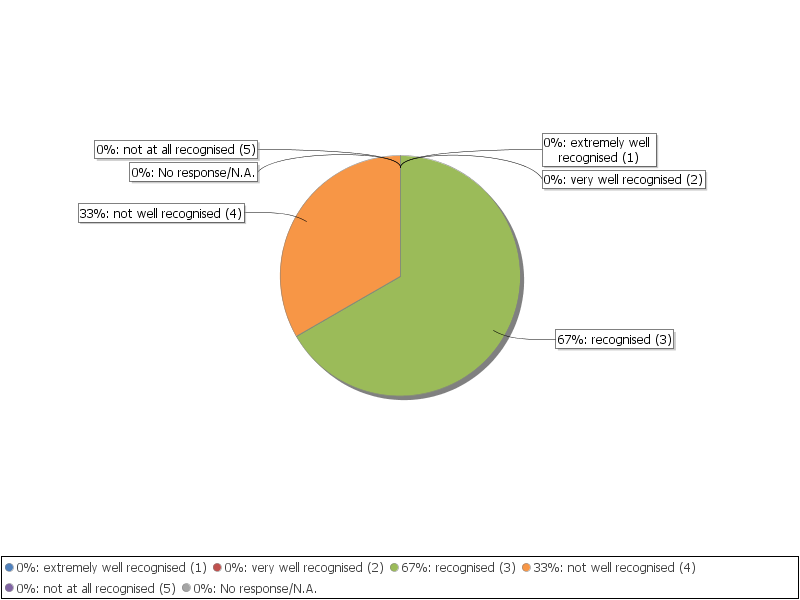 0%: not at all recognised (5)
0%: extremely well
recognised (1)
0%: No response/N.A.
0%: very well recognised (2)
33%: not well recognised (4)
67%: recognised (3)
0%: extremely well recognised (1) 0%: very well recognised (2) 67%: recognised (3) 33%: not well recognised (4)
0%: not at all recognised (5) 0%: No response/N.A.